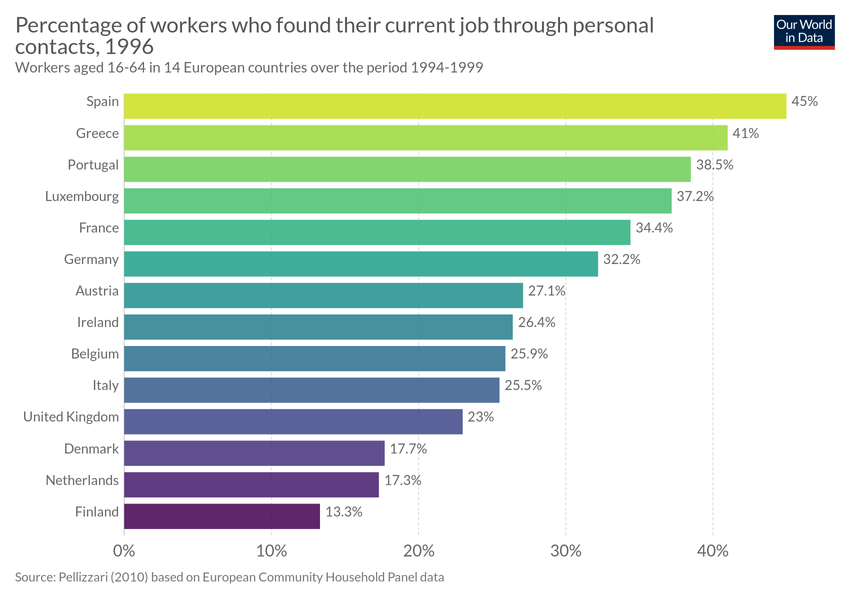 Percentage of workers who found their current job through personal
contacts, 1996
Our World
in Data
Workers aged 16-64 in 14 European countries over the period 1994-1999
Spain 45%
Greece 41%
Portugal 38.5%
Luxembourg 37.2%
France 34.4%
Germany 32.2%
Austria 27.1%
Ireland 26.4%
Belgium 25.9%
Italy 25.5%
United Kingdom 23%
Denmark 17.7%
Netherlands 17.3%
Finland 13.3%
0% 10% 20% 30% 40%
Source: Pellizzari (2010) based on European Community Household Panel data